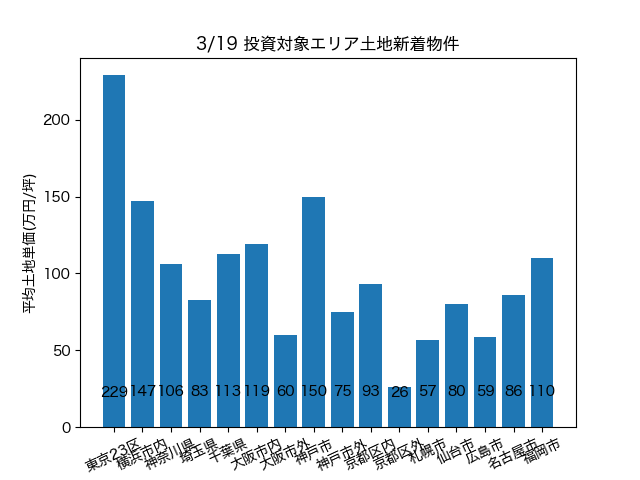 3/19 投資対象エリア土地新着物件
平均土地単価(万円/坪)
200
150
100
50
0
229 147 106 83 113 119 60 150 75 93 26 57 80 59 86 110
東京23区 横浜市内 神奈川県 埼玉県 千葉県 大阪市内 大阪市外 神戸市 神戸市外 京都区内 京都区外 札幌市 仙台市 広島市 名古屋市 福岡市